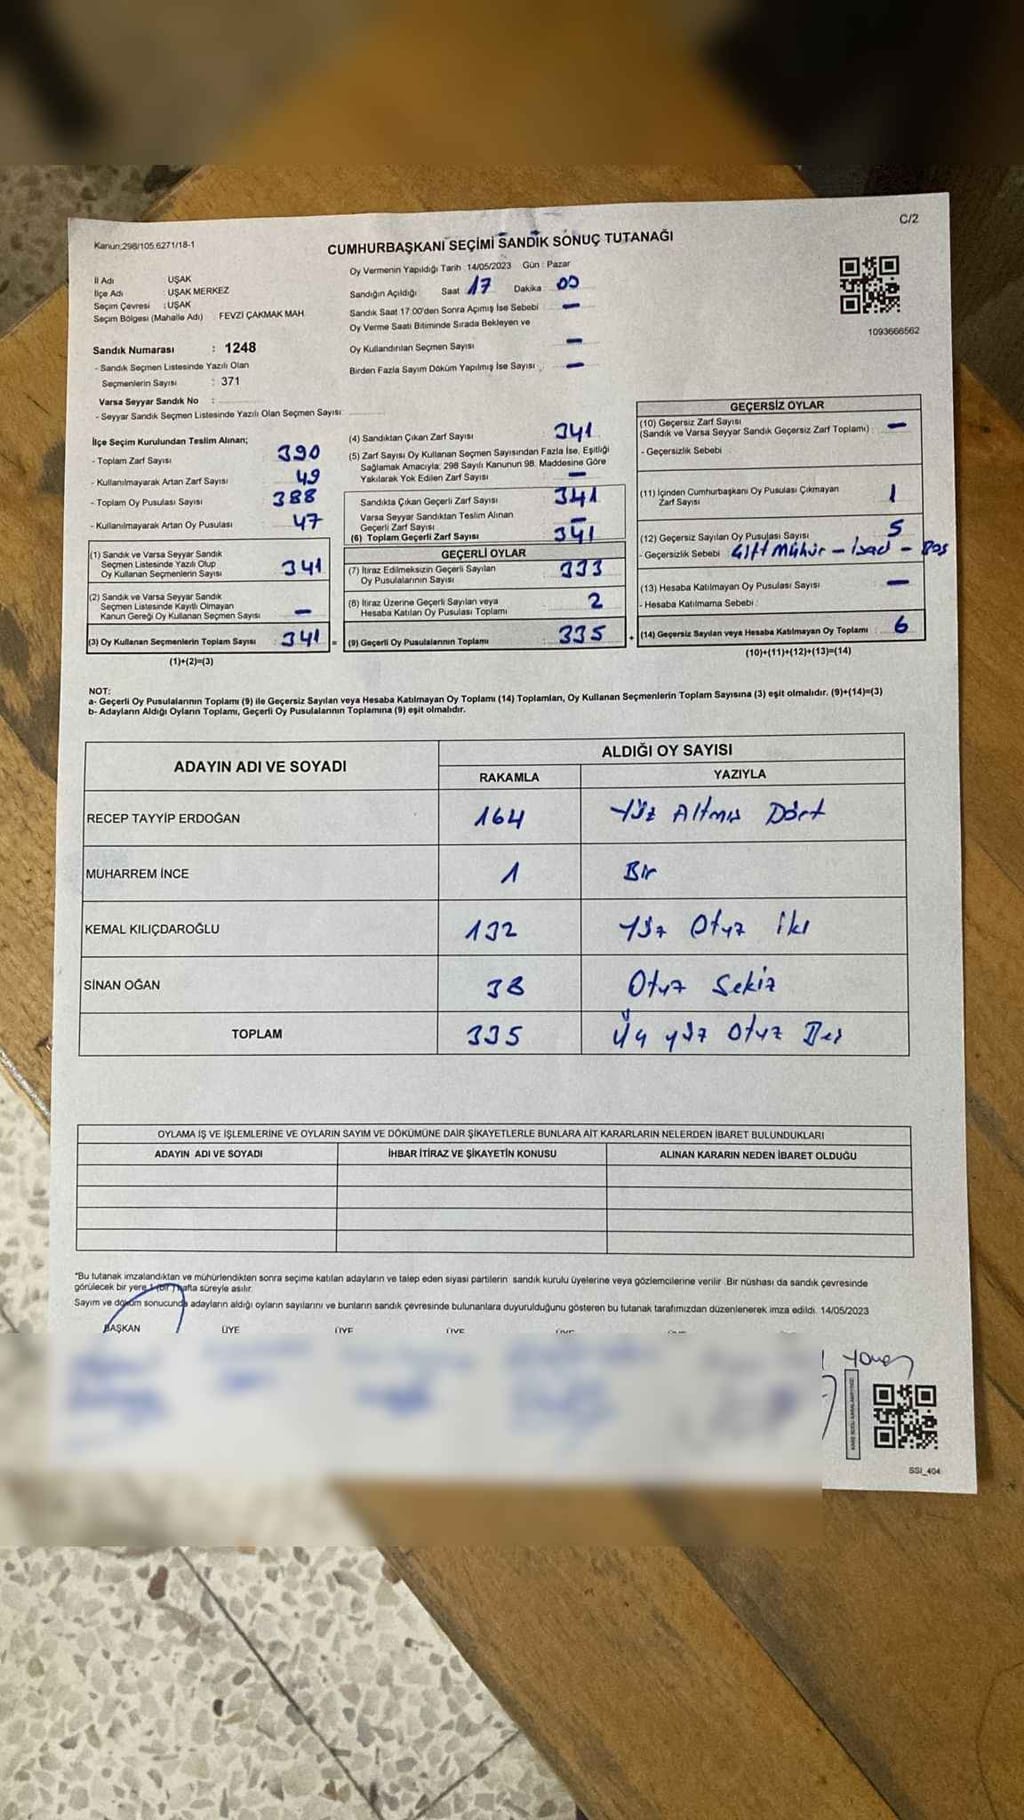 C/2
Kanun;298/105,6271/18-1
CUMHURBAŞKANI SEÇİMİ SANDIK SONUÇ TUTANAĞI
İl Adı UŞAK
İlçe Adı UŞAK MERKEZ
Seçim Çevresi : UŞAK
Seçim Bölgesi (Mahalle Adı) FEVZİ ÇAKMAK MAH.
Sandık Numarası : 1248
- Sandık Seçmen Listesinde Yazılı Olan
Seçmenlerin Sayısı : 371
Varsa Seyyar Sandık No :
- Seyyar Sandık Seçmen Listesinde Yazılı Olan Seçmen Sayısı
Oy Vermenin Yapıldığı Tarih :14/05/2023 Gün : Pazar
Sandığın Açıldığı Saat 17 Dakika 00
Sandık Saat 17:00'den Sonra Açımış İse Sebebi —
Oy Verme Saati Bitiminde Sırada Bekleyen ve
Oy Kullandırılan Seçmen Sayısı —
Birden Fazla Sayım Döküm Yapılmış İse Sayısı : —
1093666562
İlçe Seçim Kurulundan Teslim Alınan;
- Toplam Zarf Sayısı 390
- Kullanılmayarak Artan Zarf Sayısı 49
- Toplam Oy Pusulası Sayısı 388
- Kullanılmayarak Artan Oy Pusulası 47
(1) Sandık ve Varsa Seyyar Sandık
Seçmen Listesinde Yazılı Olup
Oy Kullanan Seçmenlerin Sayısı 341
(2) Sandık ve Varsa Seyyar Sandık
Seçmen Listesinde Kayıtlı Olmayan
Kanun Gereği Oy Kullanan Seçmen Sayısı —
(3) Oy Kullanan Seçmenlerin Toplam Sayısı 341 =
(1)+(2)=(3)
(4) Sandıktan Çıkan Zarf Sayısı 341
(5) Zarf Sayısı Oy Kullanan Seçmen Sayısından Fazla İse, Eşitliği
Sağlamak Amacıyla; 298 Sayılı Kanunun 98. Maddesine Göre
Yakılarak Yok Edilen Zarf Sayısı —
Sandıkta Çıkan Geçerli Zarf Sayısı 341
Varsa Seyyar Sandıktan Teslim Alınan
Geçerli Zarf Sayısı —
(6) Toplam Geçerli Zarf Sayısı 341
GEÇERLİ OYLAR
(7) İtiraz Edilmeksizin Geçerli Sayılan
Oy Pusulalarının Sayısı 333
(8) İtiraz Üzerine Geçerli Sayılan veya
Hesaba Katılan Oy Pusulası Toplamı 2
(9) Geçerli Oy Pusulalarının Toplamı 335 +
GEÇERSİZ OYLAR
(10) Geçersiz Zarf Sayısı
(Sandık ve Varsa Seyyar Sandık Geçersiz Zarf Toplamı) : —
- Geçersizlik Sebebi
(11) İçinden Cumhurbaşkanı Oy Pusulası Çıkmayan
Zarf Sayısı 1
(12) Geçersiz Sayılan Oy Pusulası Sayısı 5
- Geçersizlik Sebebi Çift Mühür - - Boş
(13) Hesaba Katılmayan Oy Pusulası Sayısı —
- Hesaba Katılmama Sebebi :
(14) Geçersiz Sayılan veya Hesaba Katılmayan Oy Toplamı : 6
(10)+(11)+(12)+(13)=(14)
NOT:
a- Geçerli Oy Pusulalarının Toplamı (9) ile Geçersiz Sayılan veya Hesaba Katılmayan Oy Toplamı (14) Toplamları, Oy Kullanan Seçmenlerin Toplam Sayısına (3) eşit olmalıdır. (9)+(14)=(3)
b- Adayların Aldığı Oyların Toplamı, Geçerli Oy Pusulalarının Toplamına (9) eşit olmalıdır.
ADAYIN ADI VE SOYADI
ALDIĞI OY SAYISI
RAKAMLA YAZIYLA
RECEP TAYYİP ERDOĞAN 164 Yüz Altmış Dört
MUHARREM İNCE 1 Bir
KEMAL KILIÇDAROĞLU 132 Yüz Otuz İki
SİNAN OĞAN 38 Otuz Sekiz
TOPLAM 335 Üç yüz Otuz Beş
OYLAMA İŞ VE İŞLEMLERİNE VE OYLARIN SAYIM VE DÖKÜMÜNE DAİR ŞİKAYETLERLE BUNLARA AİT KARARLARIN NELERDEN İBARET BULUNDUKLARI
ADAYIN ADI VE SOYADI İHBAR İTİRAZ VE ŞİKAYETİN KONUSU ALINAN KARARIN NEDEN İBARET OLDUĞU
*Bu tutanak imzalandıktan ve mühürlendikten sonra seçime katılan adayların ve talep eden siyasi partilerin sandık kurulu üyelerine veya gözlemcilerine verilir. Bir nüshası da sandık çevresinde
görülecek bir yere 1 (bir) hafta süreyle asılır.
Sayım ve döküm sonucunda adayların aldığı oyların sayılarını ve bunların sandık çevresinde bulunanlara duyurulduğunu gösteren bu tutanak tarafımızdan düzenlenerek imza edildi. 14/05/2023
BAŞKAN ÜYE ÜYE ÜYE
SSI_404